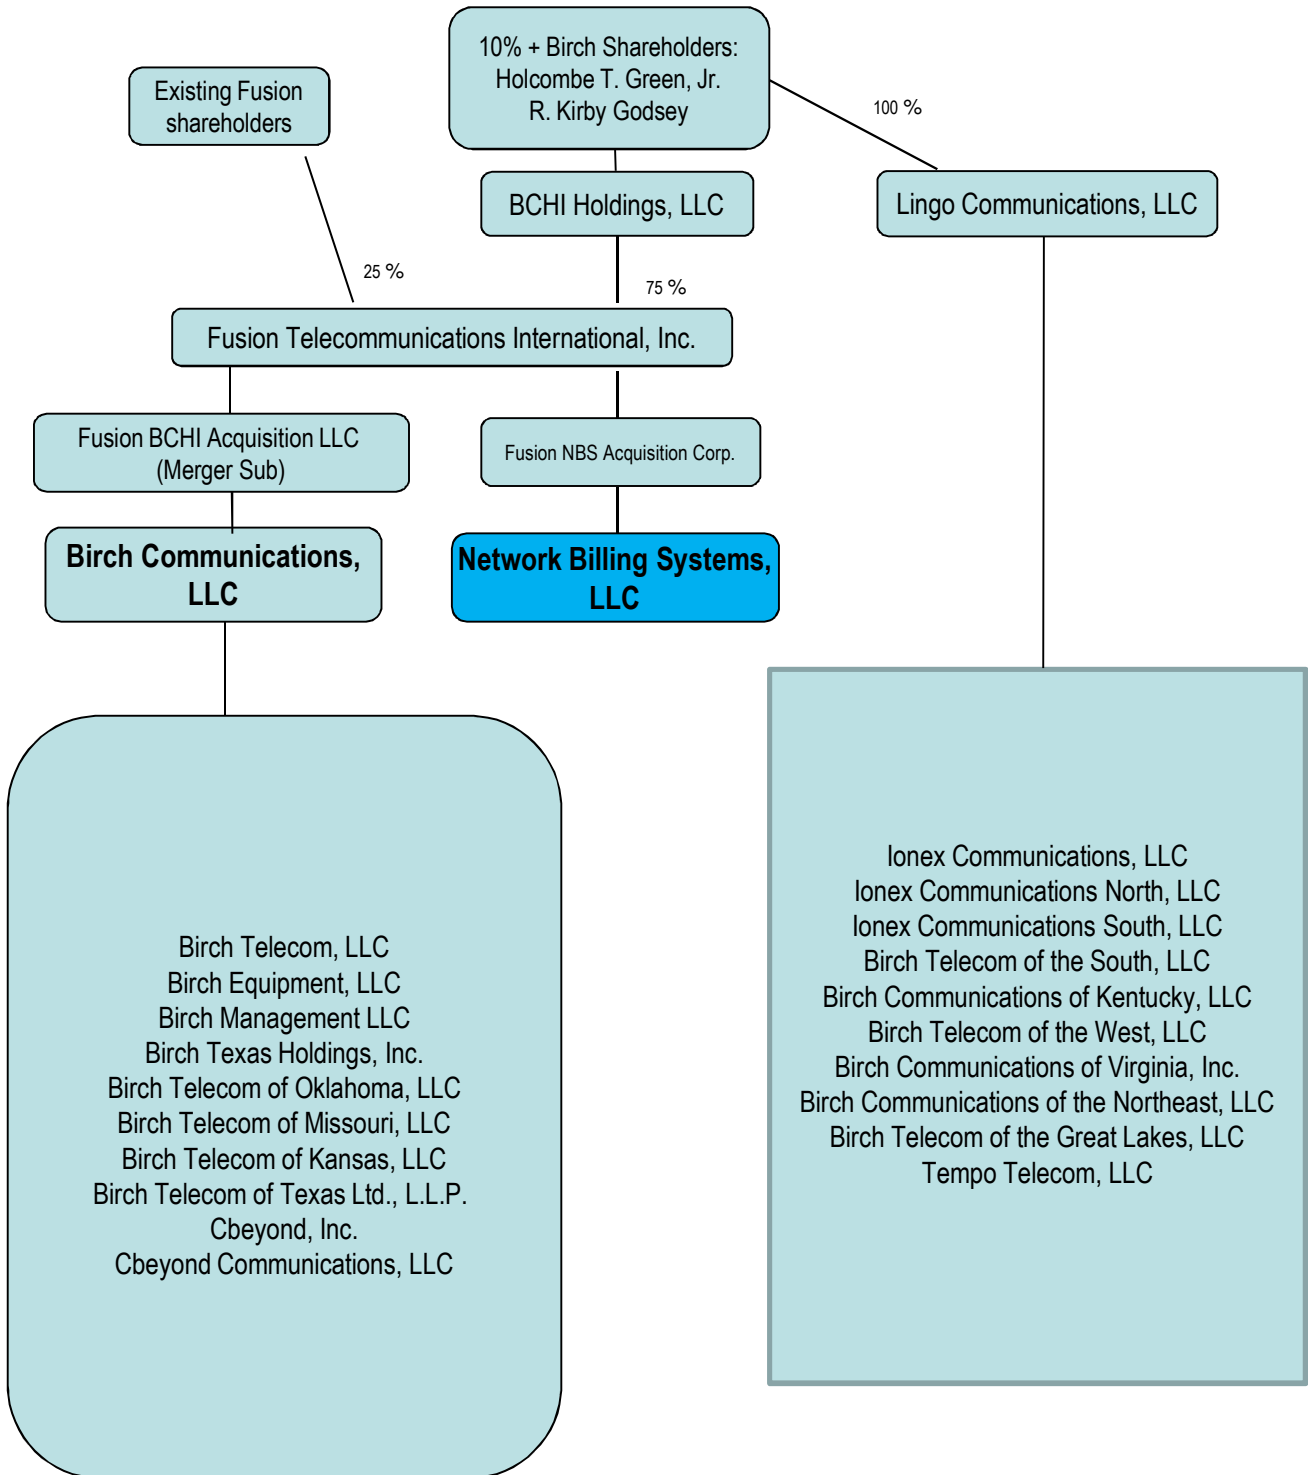 10% + Birch Shareholders:
Holcombe T. Green, Jr.
R. Kirby Godsey
Existing Fusion
shareholders
100 %
BCHI Holdings, LLC
Lingo Communications, LLC
25 %
75 %
Fusion Telecommunications International, Inc.
Fusion BCHI Acquisition LLC
(Merger Sub)
Fusion NBS Acquisition Corp.
Birch Communications,
LLC
Network Billing Systems,
LLC
Birch Telecom, LLC
Birch Equipment, LLC
Birch Management LLC
Birch Texas Holdings, Inc.
Birch Telecom of Oklahoma, LLC
Birch Telecom of Missouri, LLC
Birch Telecom of Kansas, LLC
Birch Telecom of Texas Ltd., L.L.P.
Cbeyond, Inc.
Cbeyond Communications, LLC
Ionex Communications, LLC
Ionex Communications North, LLC
Ionex Communications South, LLC
Birch Telecom of the South, LLC
Birch Communications of Kentucky, LLC
Birch Telecom of the West, LLC
Birch Communications of Virginia, Inc.
Birch Communications of the Northeast, LLC
Birch Telecom of the Great Lakes, LLC
Tempo Telecom, LLC